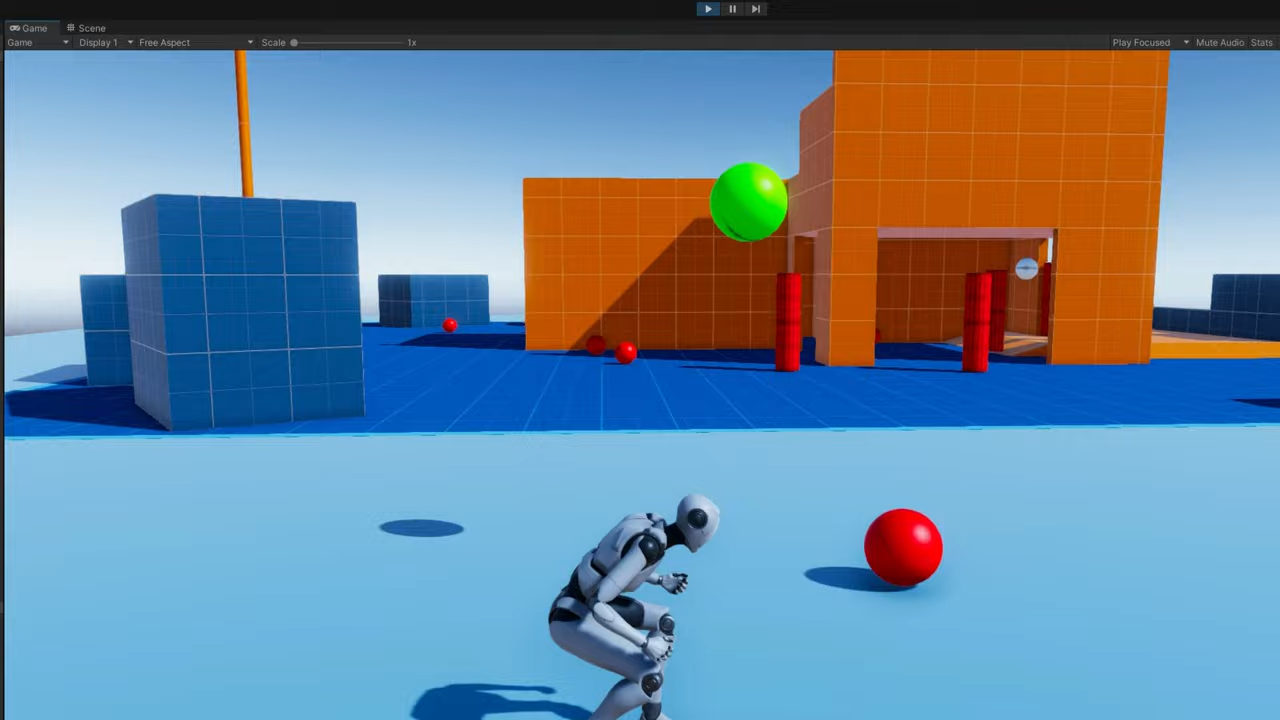 Game
Scene
Game
Display 1
Free Aspect
Scale
1x
Play Focused
Mute Audio
Stats